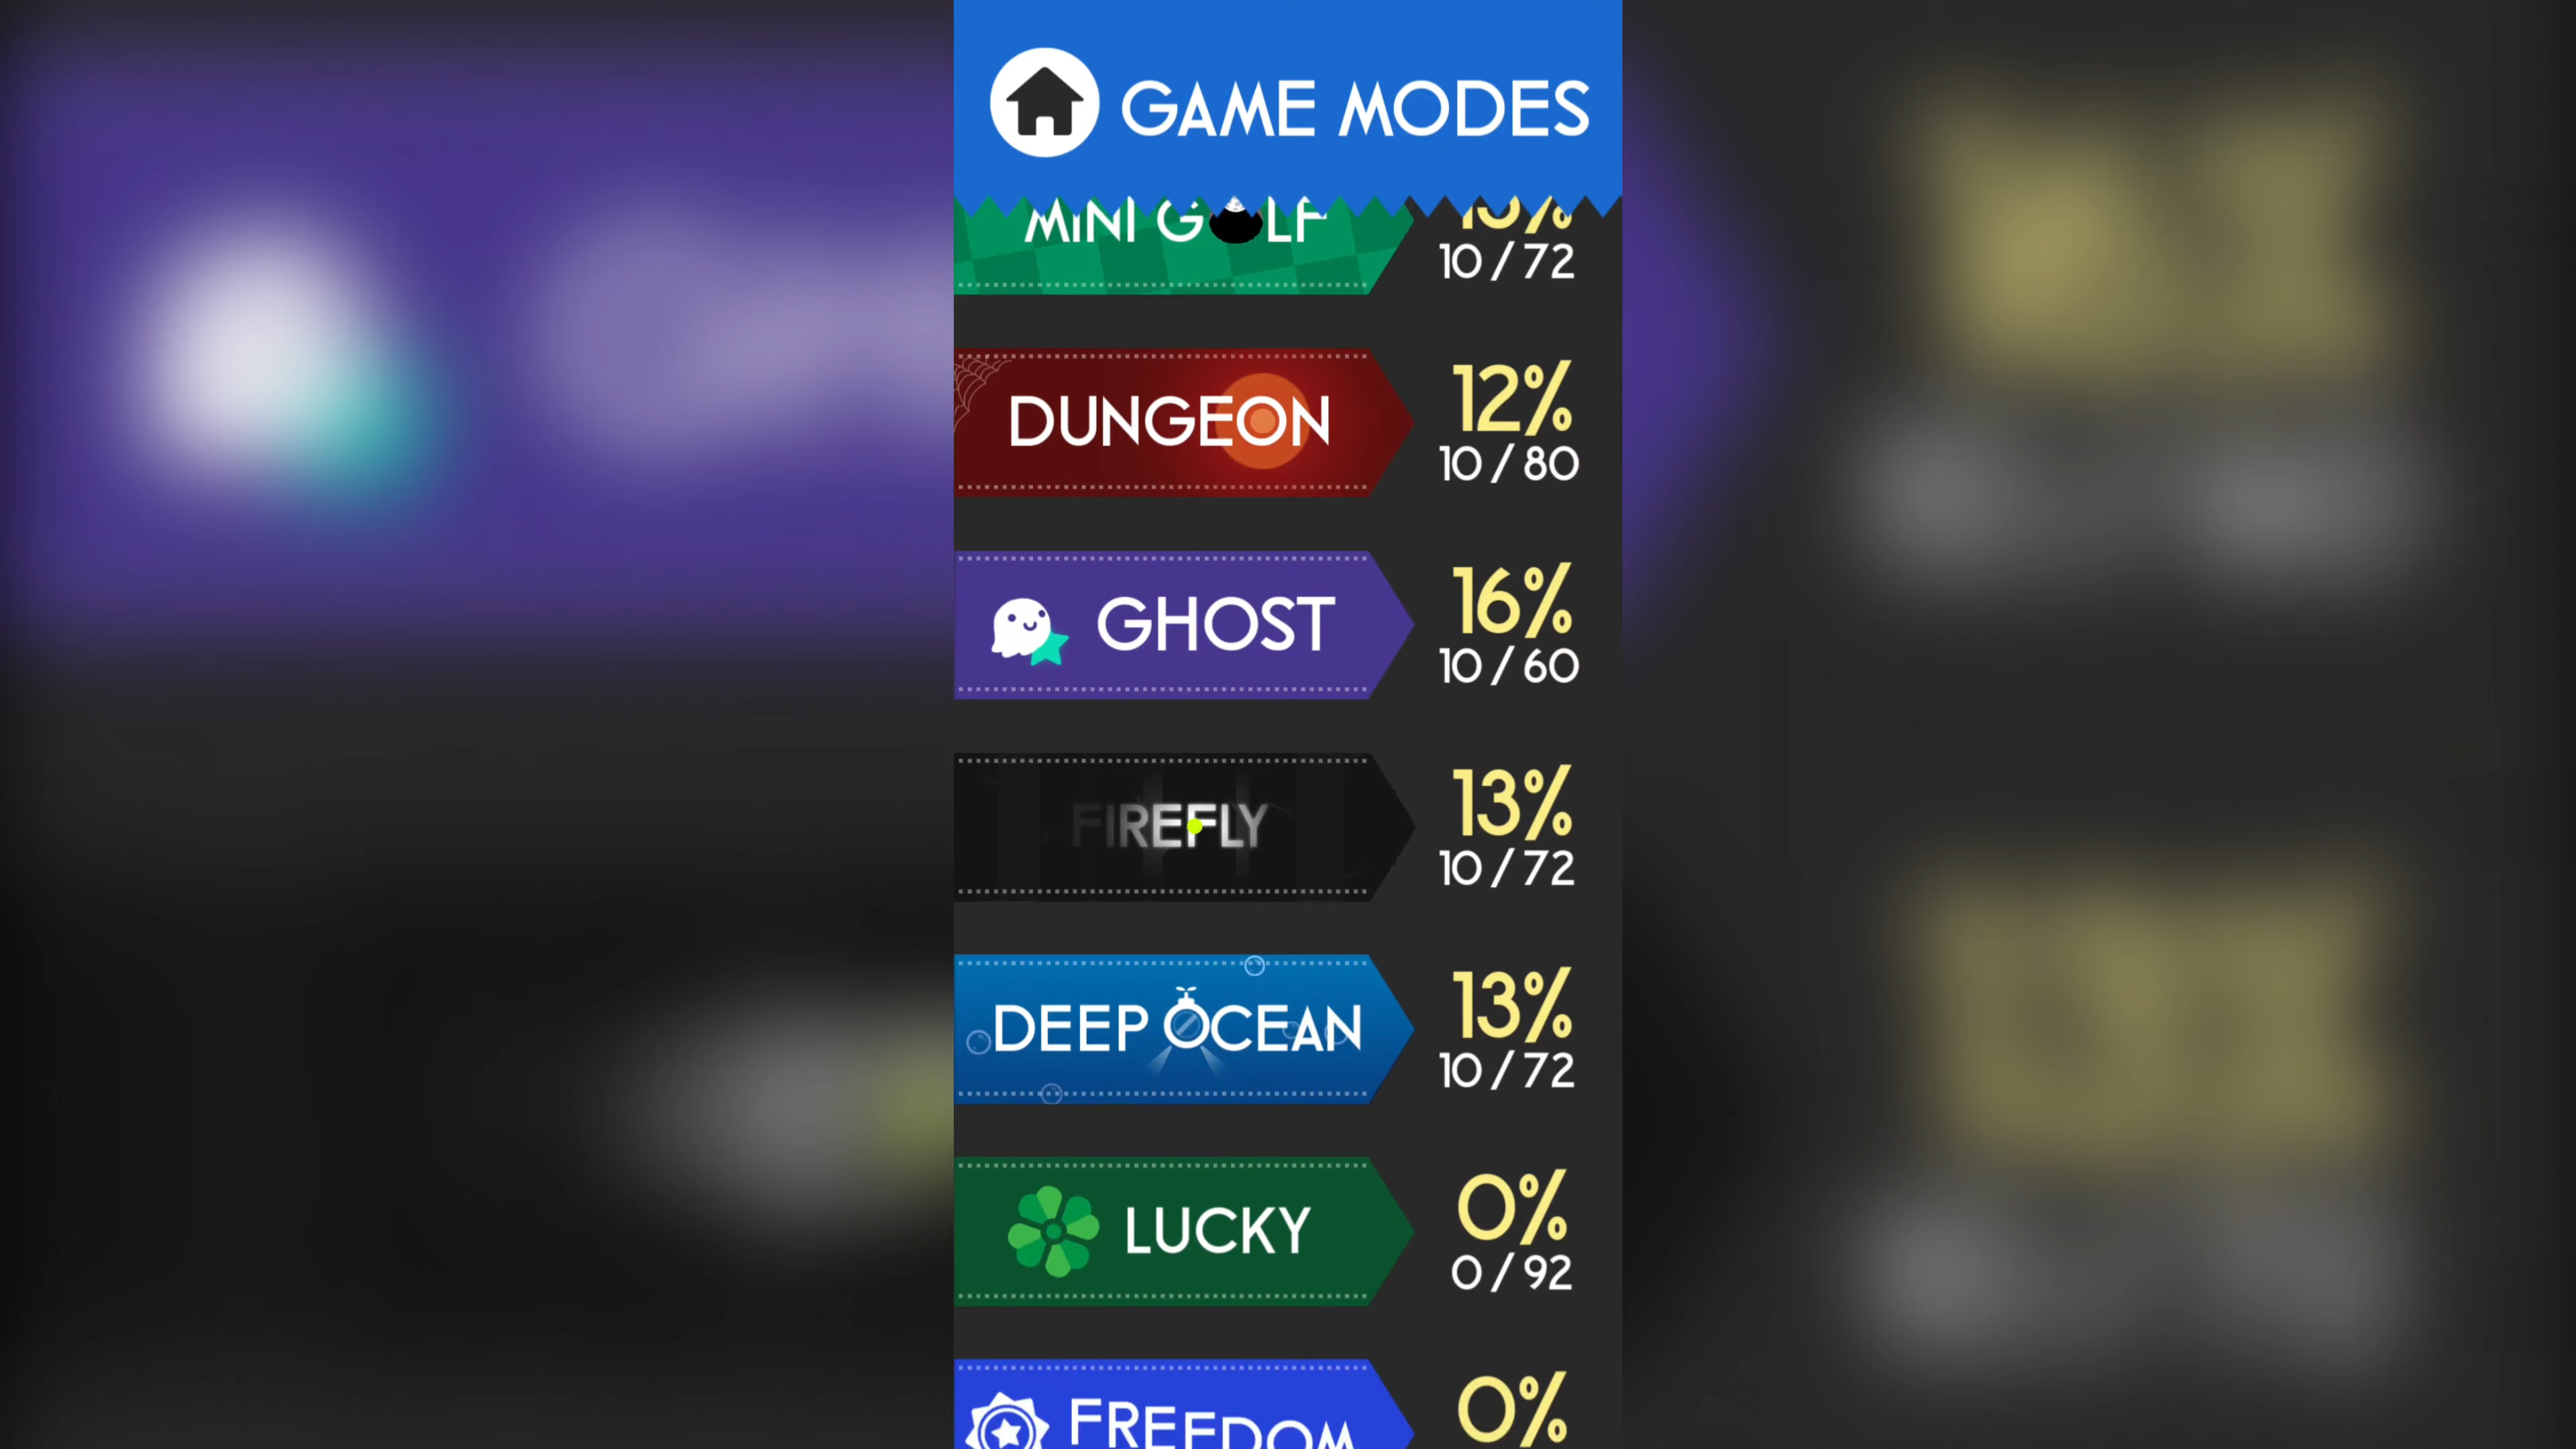 GAME MODES
MINI GOLF
10/72
DUNGEON
12%
10/80
GHOST
16%
10/60
FIREFLY
13%
10/72
DEEP OCEAN
13%
10/72
LUCKY
0%
0/92
FREEDOM
0%